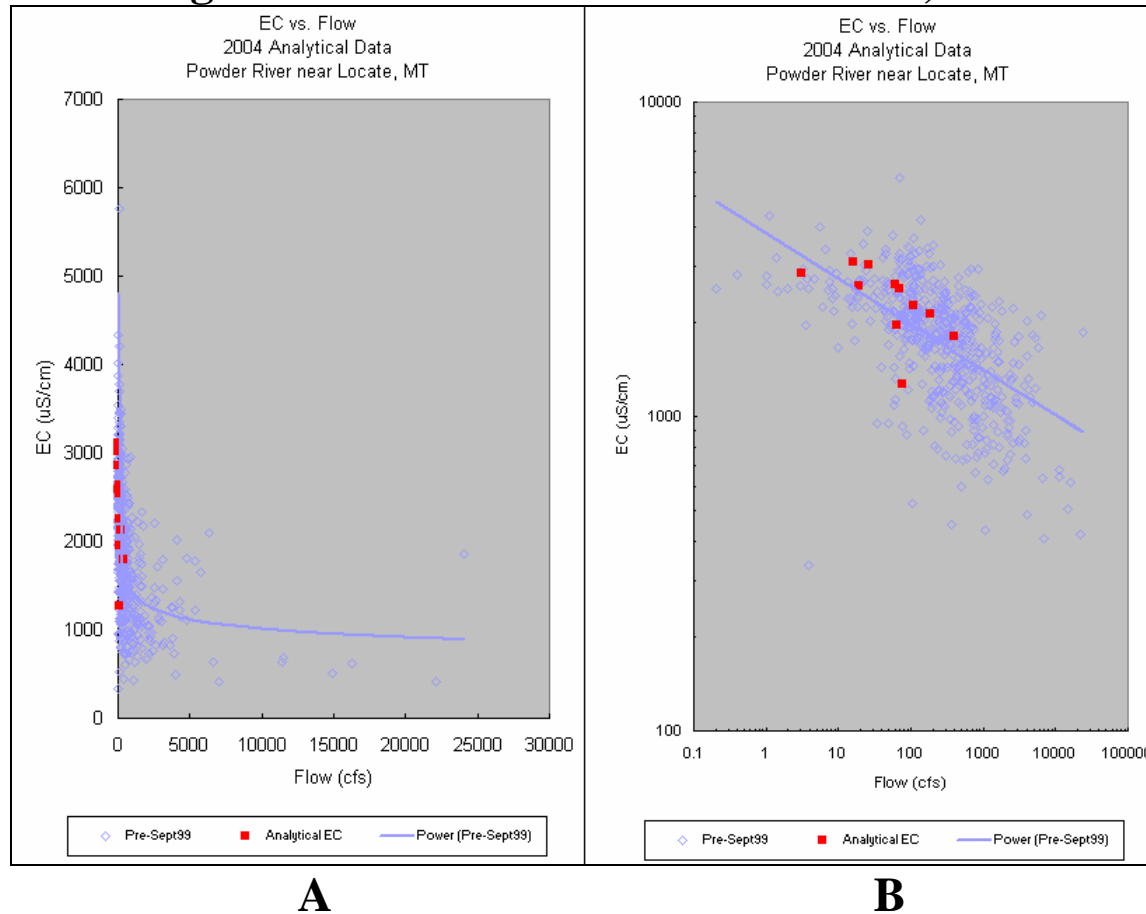 EC vs. Flow
2004 Analytical Data
Powder River near Locate, MT
7000
6000
5000
4000
3000
2000
1000
0
EC (uS/cm)
0 5000 10000 15000 20000 25000 30000
Flow (cfs)
Pre-Sept99 Analytical EC Power (Pre-Sept99)
A
EC vs. Flow
2004 Analytical Data
Powder River near Locate, MT
10000
1000
100
EC (uS/cm)
0.1 1 10 100 1000 10000 100000
Flow (cfs)
Pre-Sept99 Analytical EC Power (Pre-Sept99)
B